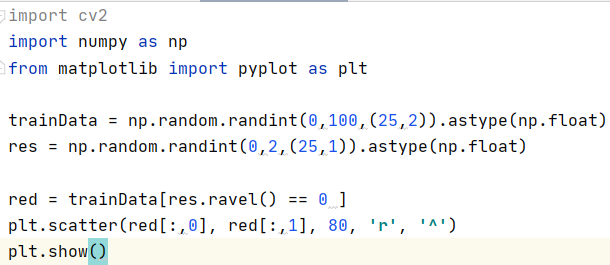 import cv2
import numpy as np
from matplotlib import pyplot as plt
trainData = np.random.randint(0,100,(25,2)).astype(np.float)
res = np.random.randint(0,2,(25,1)).astype(np.float)
red = trainData[res.ravel() == 0 ]
plt.scatter(red[:,0], red[:,1], 80, 'r', '^')
plt.show()